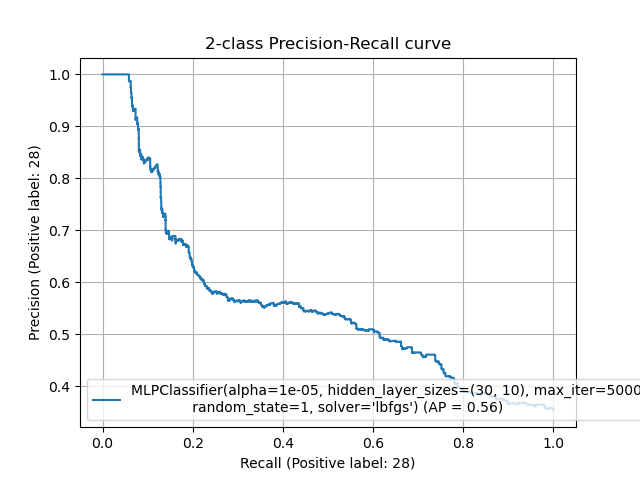 2-class Precision-Recall curve
1.0
0.9
0.8
0.7
0.6
0.5
0.4
Precision (Positive label: 28)
MLPClassifier(alpha=1e-05, hidden_layer_sizes=(30, 10), max_iter=5000
random_state=1, solver='lbfgs') (AP = 0.56)
0.0 0.2 0.4 0.6 0.8 1.0
Recall (Positive label: 28)